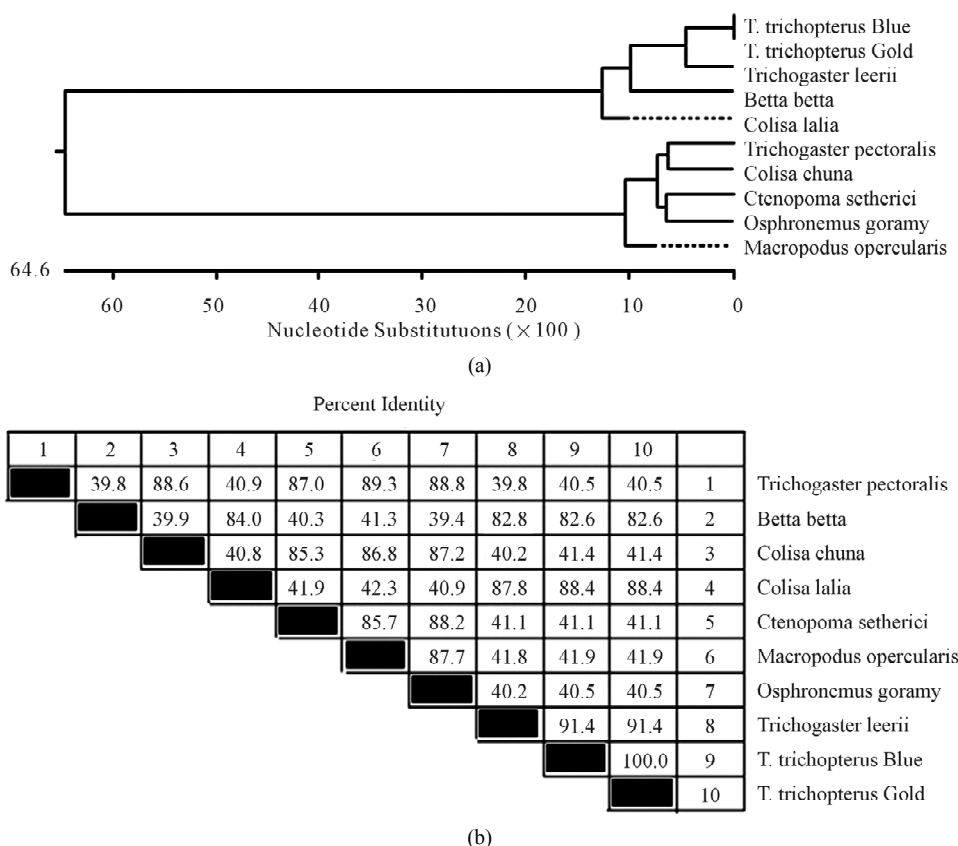 T. trichopterus Blue
T. trichopterus Gold
Trichogaster leerii
Betta betta
Colisa lalia
Trichogaster pectoralis
Colisa chuna
Ctenopoma setherici
Osphronemus goramy
Macropodus opercularis
64.6
60 50 40 30 20 10 0
Nucleotide Substitutuons (×100 )
(a)
Percent Identity
1 2 3 4 5 6 7 8 9 10
39.8 88.6 40.9 87.0 89.3 88.8 39.8 40.5 40.5 1 Trichogaster pectoralis
39.9 84.0 40.3 41.3 39.4 82.8 82.6 82.6 2 Betta betta
40.8 85.3 86.8 87.2 40.2 41.4 41.4 3 Colisa chuna
41.9 42.3 40.9 87.8 88.4 88.4 4 Colisa lalia
85.7 88.2 41.1 41.1 41.1 5 Ctenopoma setherici
87.7 41.8 41.9 41.9 6 Macropodus opercularis
40.2 40.5 40.5 7 Osphronemus goramy
91.4 91.4 8 Trichogaster leerii
100.0 9 T. trichopterus Blue
10 T. trichopterus Gold
(b)